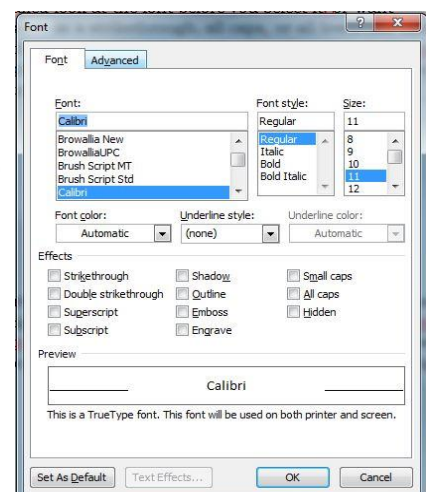 Font
Font Advanced
Font: Font style: Size:
Calibri Regular 11
Browallia New Regular 8
BrowalliaUPC Italic 9
Brush Script MT Bold 10
Brush Script Std Bold Italic 11
Calibri 12
Font color: Underline style: Underline color:
Automatic (none) Automatic
Effects
Strikethrough Shadow Small caps
Double strikethrough Outline All caps
Superscript Emboss Hidden
Subscript Engrave
Preview
Calibri
This is a TrueType font. This font will be used on both printer and screen.
Set As Default Text Effects... OK Cancel